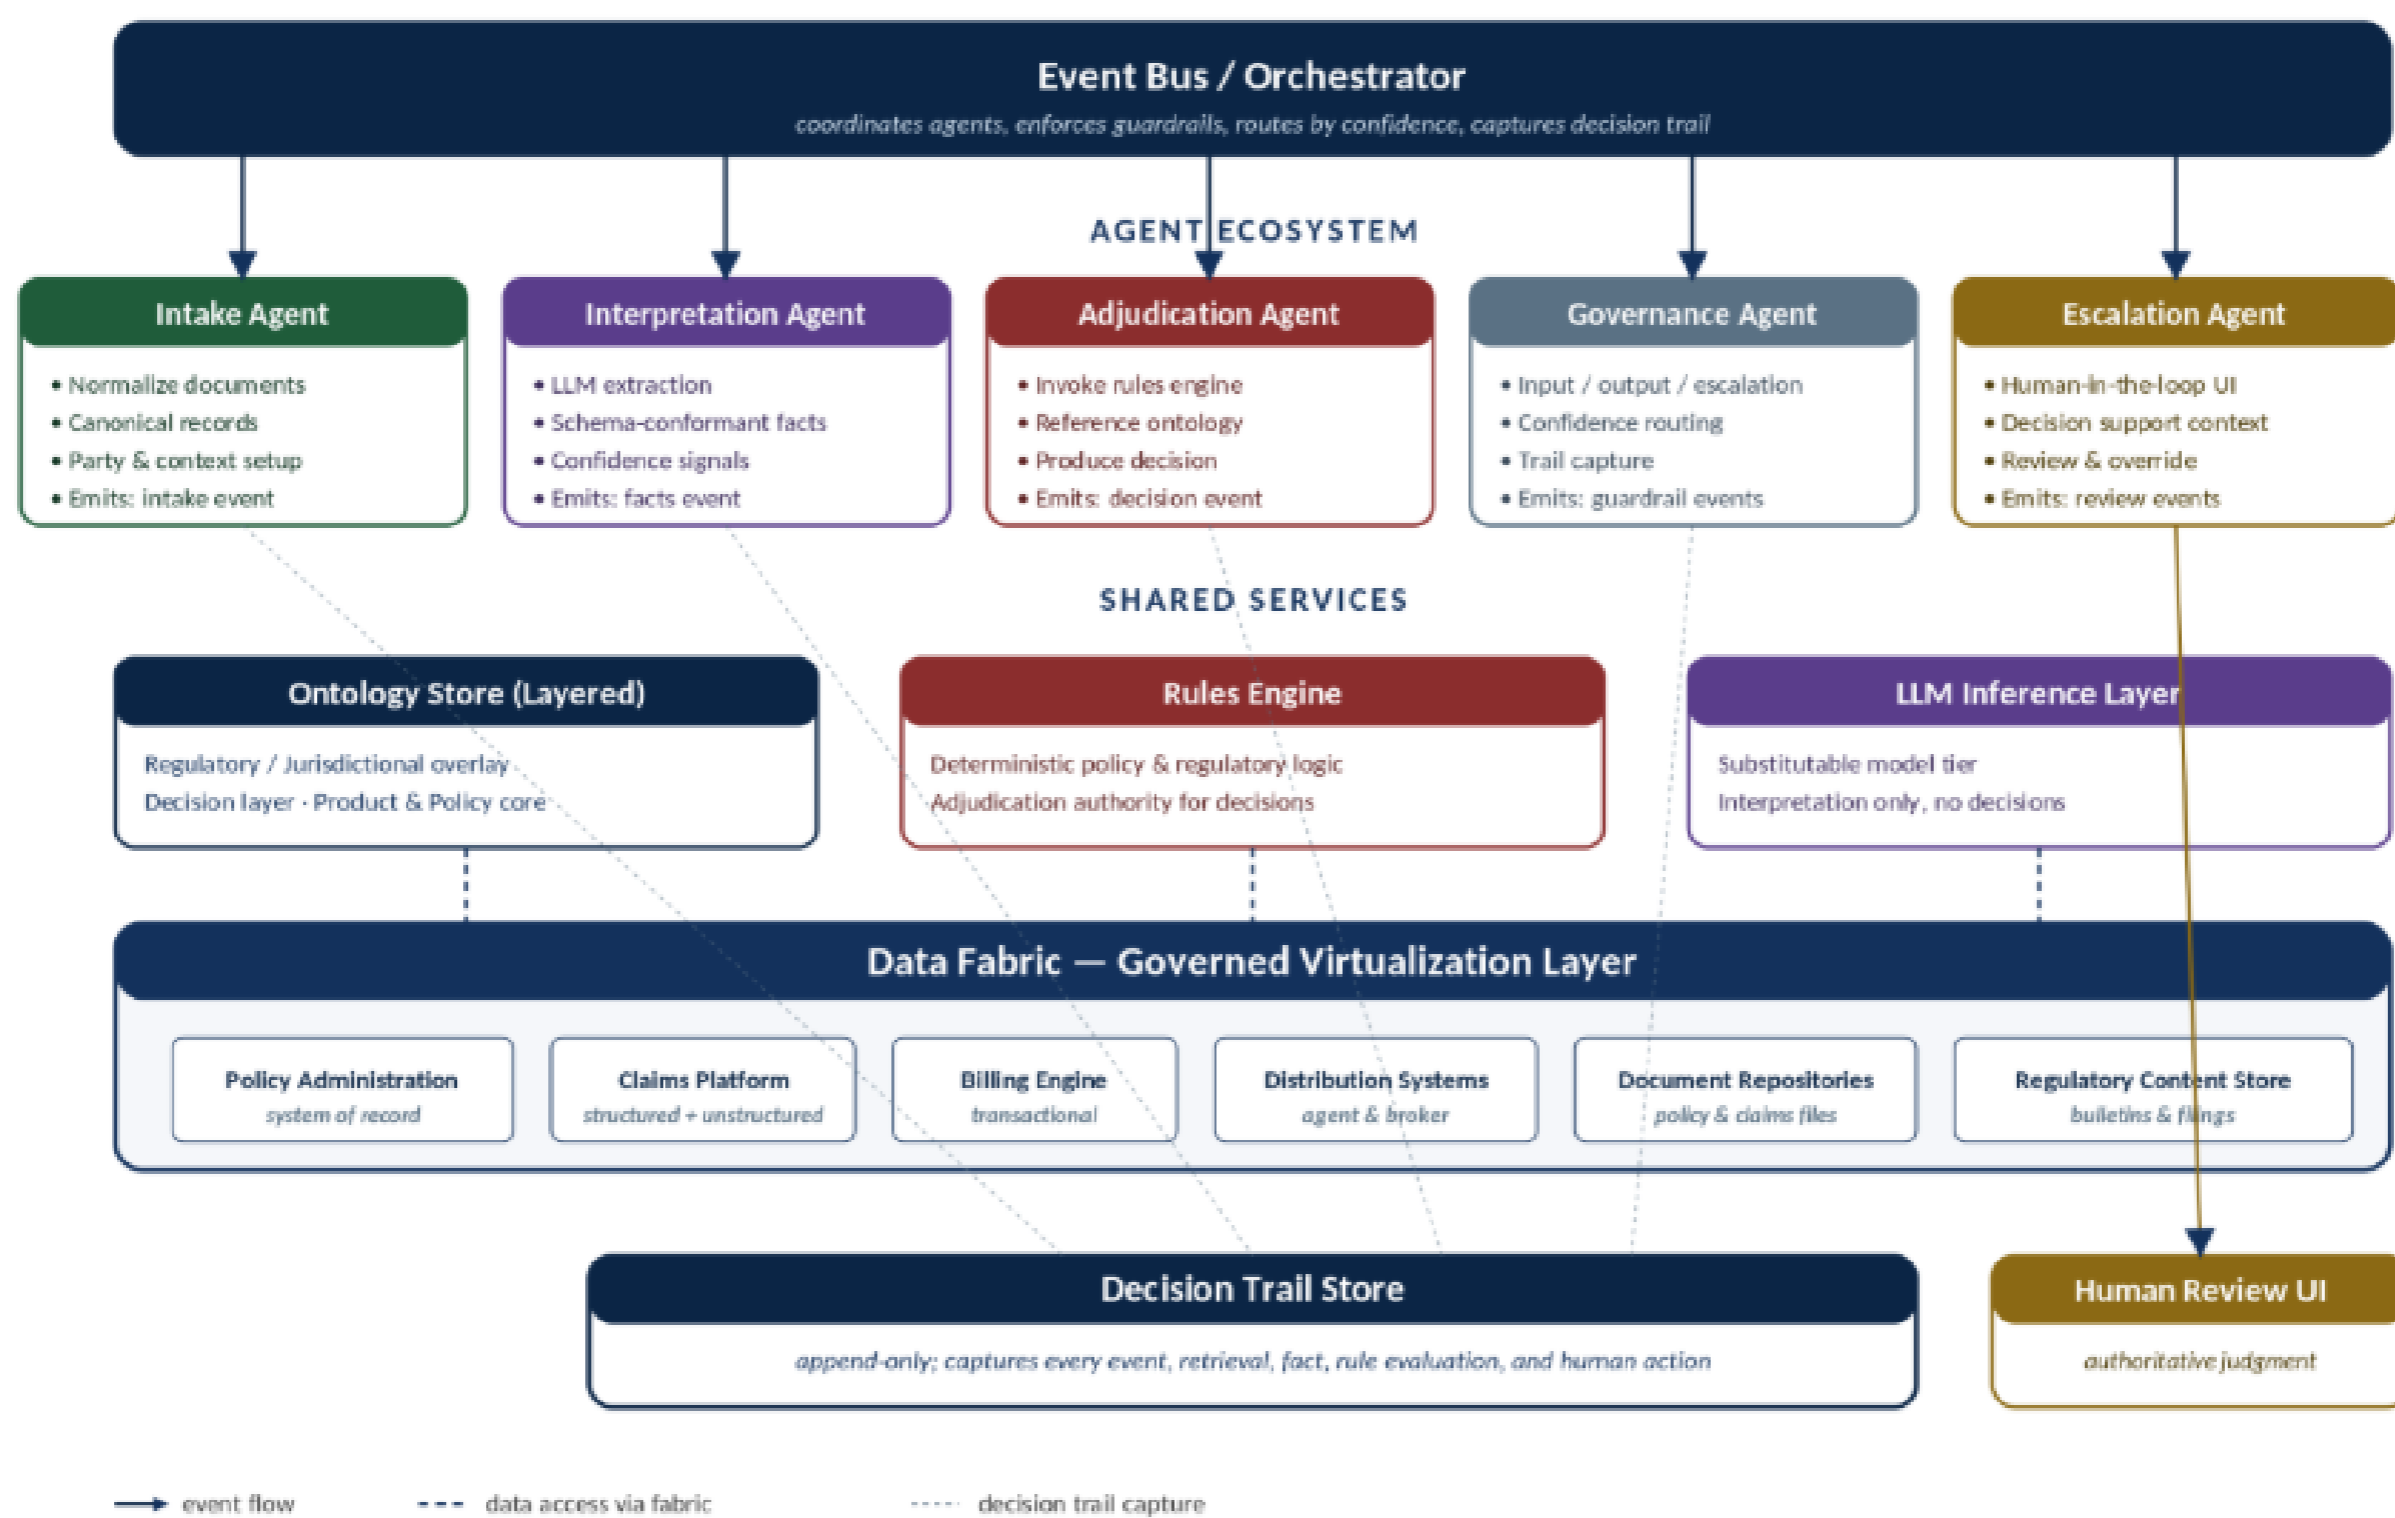 Event Bus / Orchestrator
coordinates agents, enforces guardrails, routes by confidence, captures decision trail
AGENT ECOSYSTEM
Intake Agent
• Normalize documents
• Canonical records
• Party & context setup
• Emits: intake event
Interpretation Agent
• LLM extraction
• Schema-conformant facts
• Confidence signals
• Emits: facts event
Adjudication Agent
• Invoke rules engine
• Reference ontology
• Produce decision
• Emits: decision event
Governance Agent
• Input / output / escalation
• Confidence routing
• Trail capture
• Emits: guardrail events
Escalation Agent
• Human-in-the-loop UI
• Decision support context
• Review & override
• Emits: review events
SHARED SERVICES
Ontology Store (Layered)
Regulatory / Jurisdictional overlay
Decision layer · Product & Policy core
Rules Engine
Deterministic policy & regulatory logic
Adjudication authority for decisions
LLM Inference Layer
Substitutable model tier
Interpretation only, no decisions
Data Fabric — Governed Virtualization Layer
Policy Administration
system of record
Claims Platform
structured + unstructured
Billing Engine
transactional
Distribution Systems
agent & broker
Document Repositories
policy & claims files
Regulatory Content Store
bulletins & filings
Decision Trail Store
append-only; captures every event, retrieval, fact, rule evaluation, and human action
Human Review UI
authoritative judgment
event flow
data access via fabric
decision trail capture